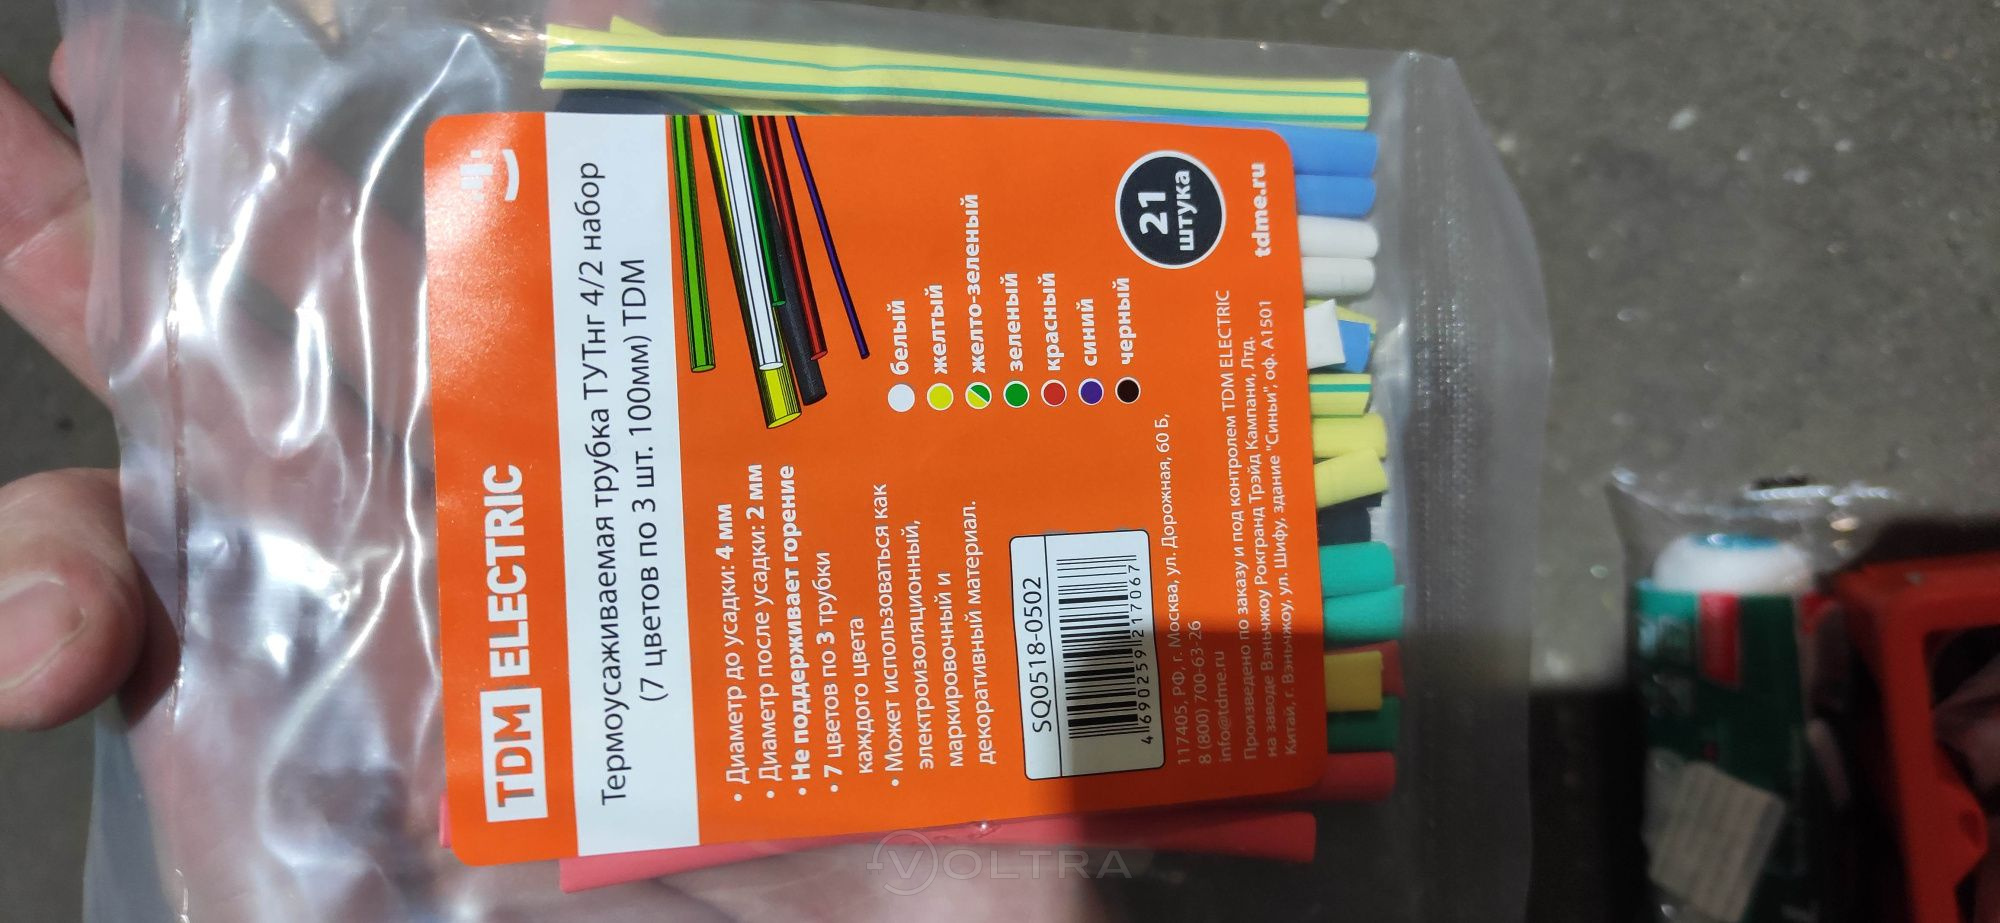 TDM ELECTRIC
Термоусаживаемая трубка ТУТнг 4/2 набор
(7 цветов по 3 шт. 100мм) TDM
• Диаметр до усадки: 4 мм
• Диаметр после усадки: 2 мм
• Не поддерживает горение
• 7 цветов по 3 трубки
каждого цвета
• Может использоваться как
электроизоляционный,
маркировочный и
декоративный материал.
белый
желтый
желто-зеленый
зеленый
красный
синий
черный
SQ0518-0502
4 690259 217067
21
штука
117405, РФ, г. Москва, ул. Дорожная, 60 Б,
8 (800) 700-63-26
info@tdme.ru
tdme.ru
Произведено по заказу и под контролем TDM ELECTRIC
на заводе Вэньчжоу Рокгранд Трэйд Кампани, Лтд.
Китай, г. Вэньчжоу, ул. Шифу, здание "Синьи", оф. А1501
VOLTRA